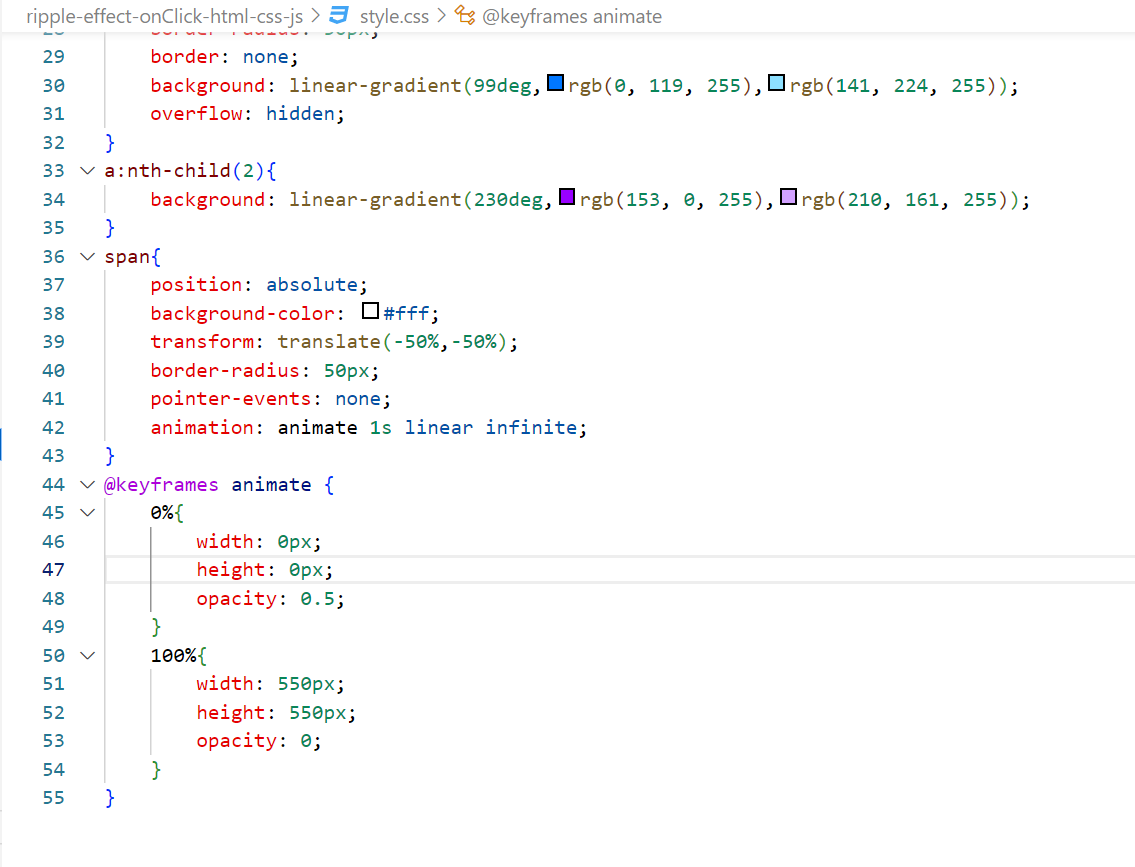 ripple-effect-onClick-html-css-js > style.css > @keyframes animate
29 border: none;
30 background: linear-gradient(99deg,rgb(0, 119, 255),rgb(141, 224, 255));
31 overflow: hidden;
32 }
33 a:nth-child(2){
34 background: linear-gradient(230deg,rgb(153, 0, 255),rgb(210, 161, 255));
35 }
36 span{
37 position: absolute;
38 background-color: #fff;
39 transform: translate(-50%,-50%);
40 border-radius: 50px;
41 pointer-events: none;
42 animation: animate 1s linear infinite;
43 }
44 @keyframes animate {
45 0%{
46 width: 0px;
47 height: 0px;
48 opacity: 0.5;
49 }
50 100%{
51 width: 550px;
52 height: 550px;
53 opacity: 0;
54 }
55 }